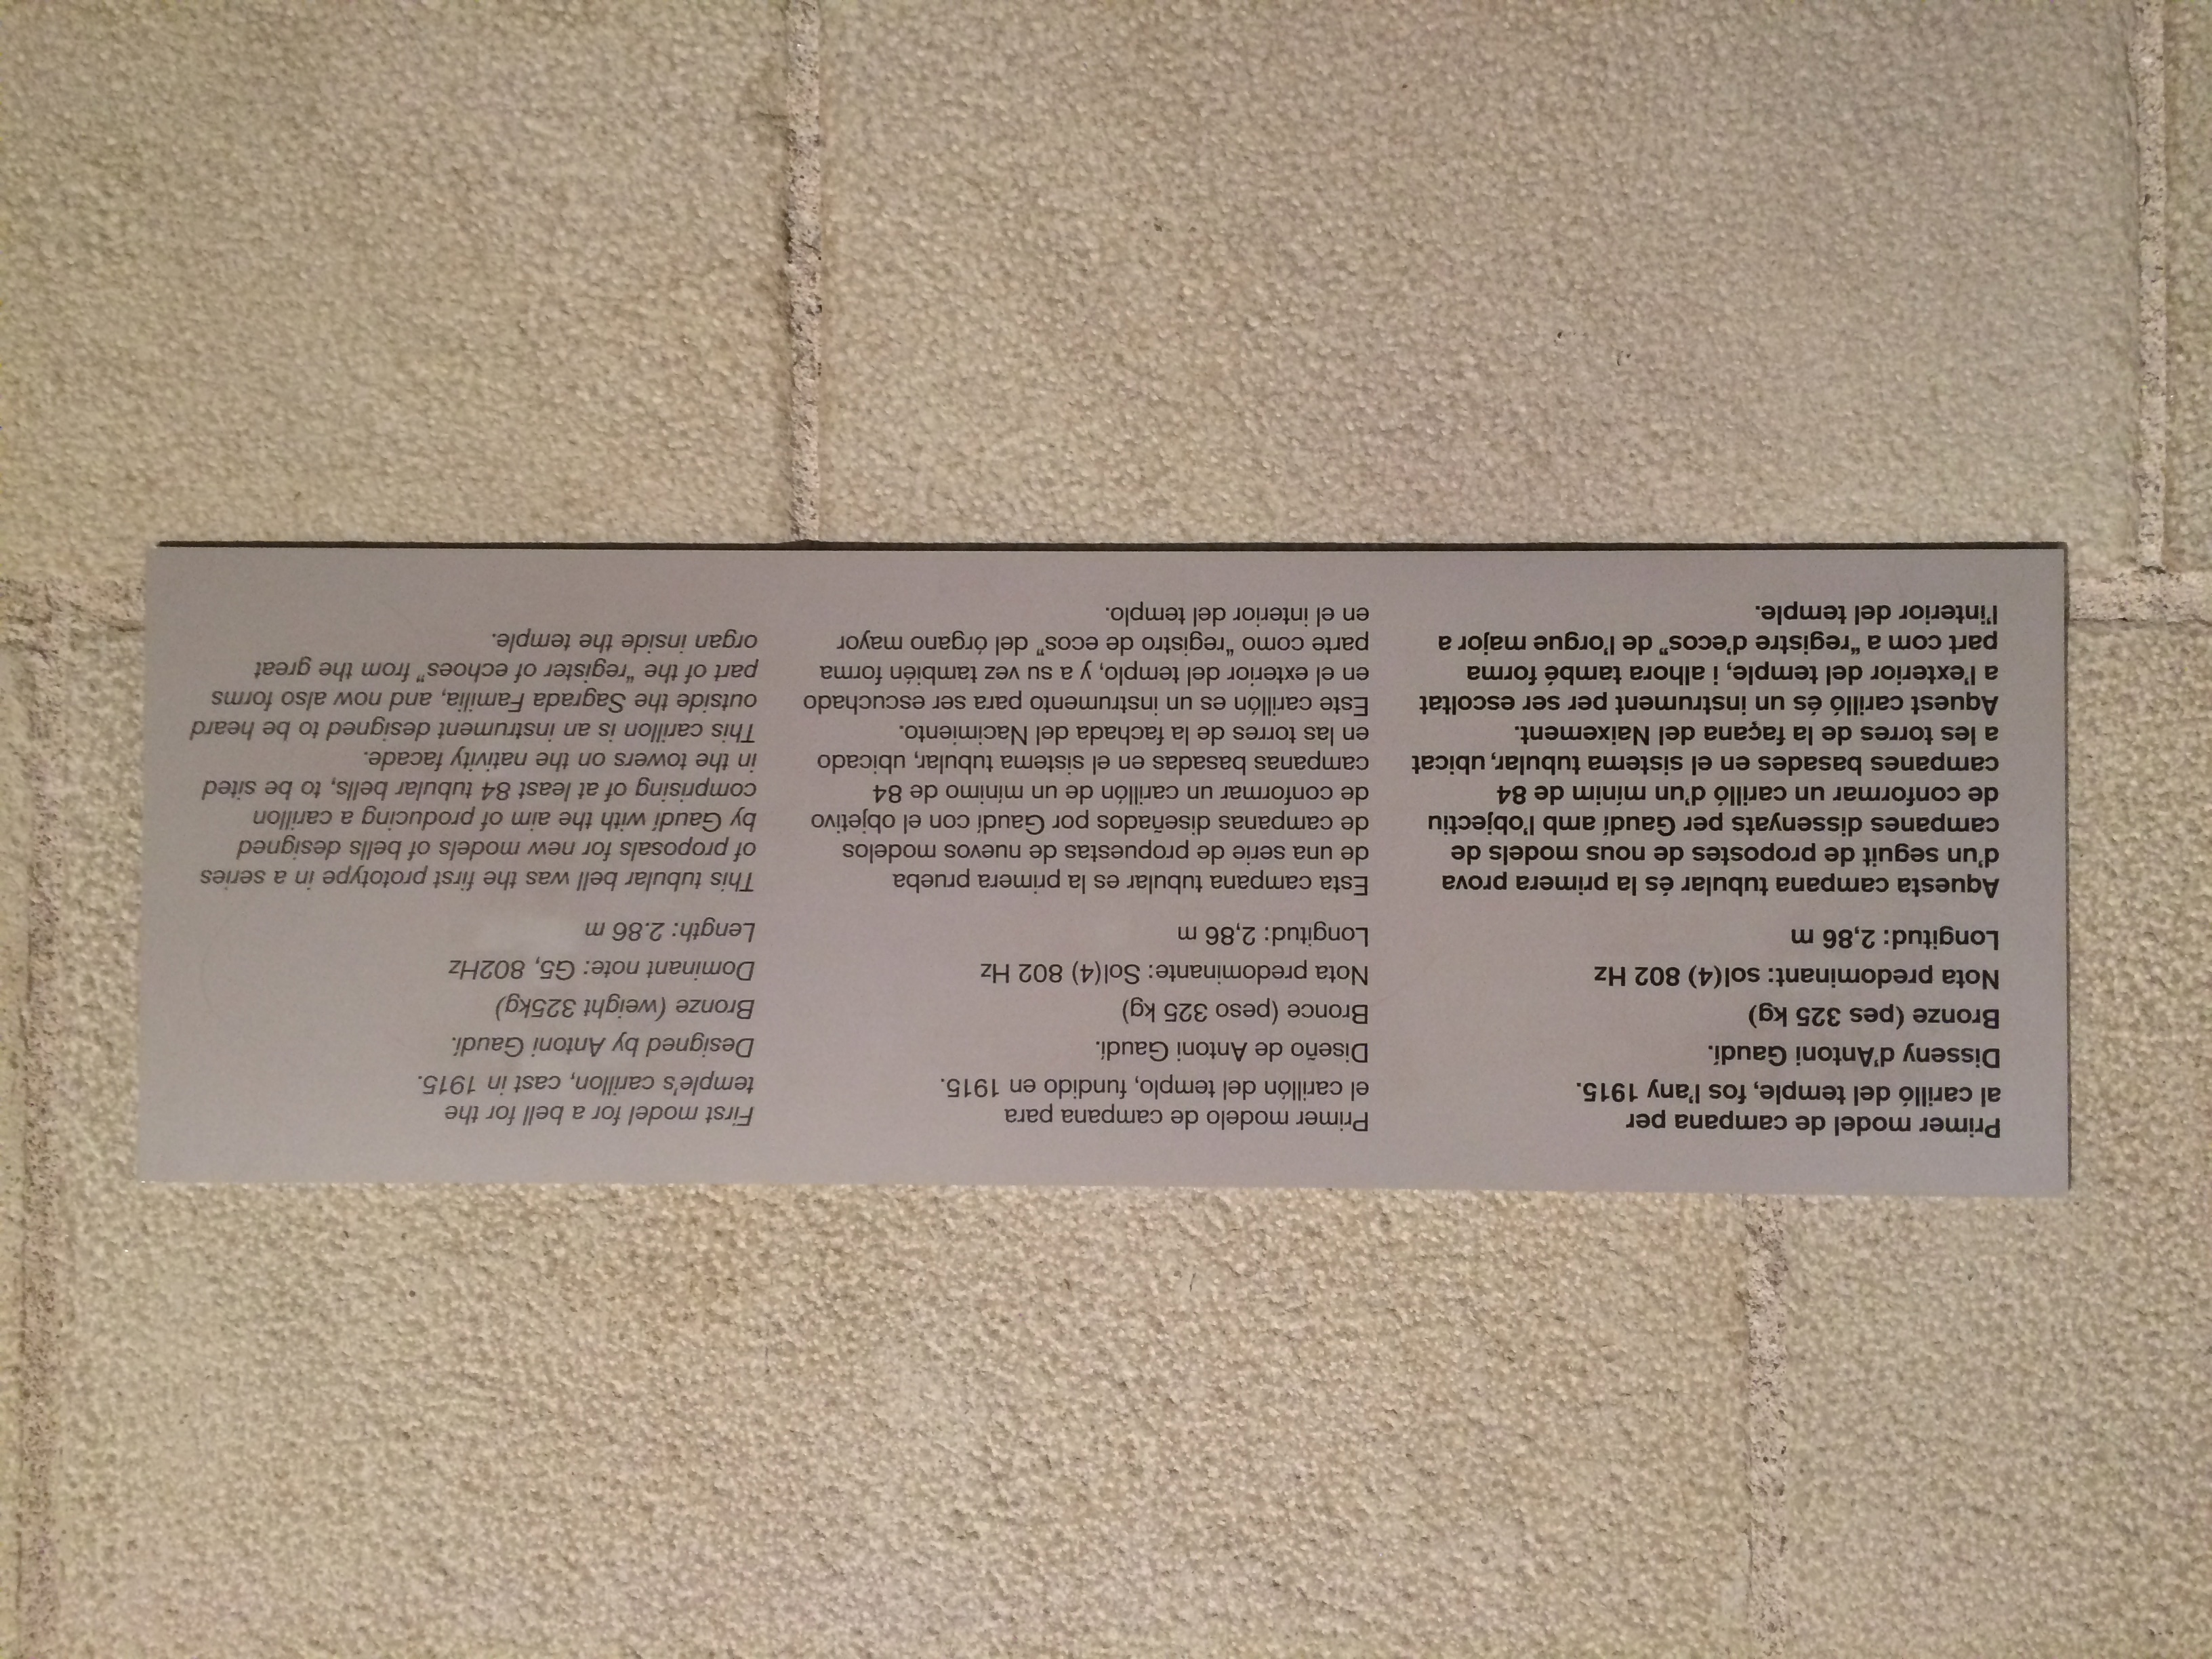 Primer model de campana per
al carilló del temple, fos l'any 1915.
Disseny d'Antoni Gaudí.
Bronze (pes 325 kg)
Nota predominant: sol(4) 802 Hz
Longitud: 2,86 m
Aquesta campana tubular és la primera prova
d'un seguit de propostes de nous models de
campanes dissenyats per Gaudí amb l'objectiu
de conformar un carilló d'un mínim de 84
campanes basades en el sistema tubular, ubicat
a les torres de la façana del Naixement.
Aquest carilló és un instrument per ser escoltat
a l'exterior del temple, i alhora també forma
part com a "registre d'ecos" de l'orgue major a
l'interior del temple.
Primer modelo de campana para
el carillón del templo, fundido en 1915.
Diseño de Antoni Gaudí.
Bronce (peso 325 kg)
Nota predominante: Sol(4) 802 Hz
Longitud: 2,86 m
Esta campana tubular es la primera prueba
de una serie de propuestas de nuevos modelos
de campanas diseñados por Gaudí con el objetivo
de conformar un carillón de un mínimo de 84
campanas basadas en el sistema tubular, ubicado
en las torres de la fachada del Nacimiento.
Este carillón es un instrumento para ser escuchado
en el exterior del templo, y a su vez también forma
parte como "registro de ecos" del órgano mayor
en el interior del templo.
First model for a bell for the
temple's carillon, cast in 1915.
Designed by Antoni Gaudí.
Bronze (weight 325kg)
Dominant note: G5, 802Hz
Length: 2.86 m
This tubular bell was the first prototype in a series
of proposals for new models of bells designed
by Gaudí with the aim of producing a carillon
comprising of at least 84 tubular bells, to be sited
in the towers on the nativity facade.
This carillon is an instrument designed to be heard
outside the Sagrada Família, and now also forms
part of the "register of echoes" from the great
organ inside the temple.